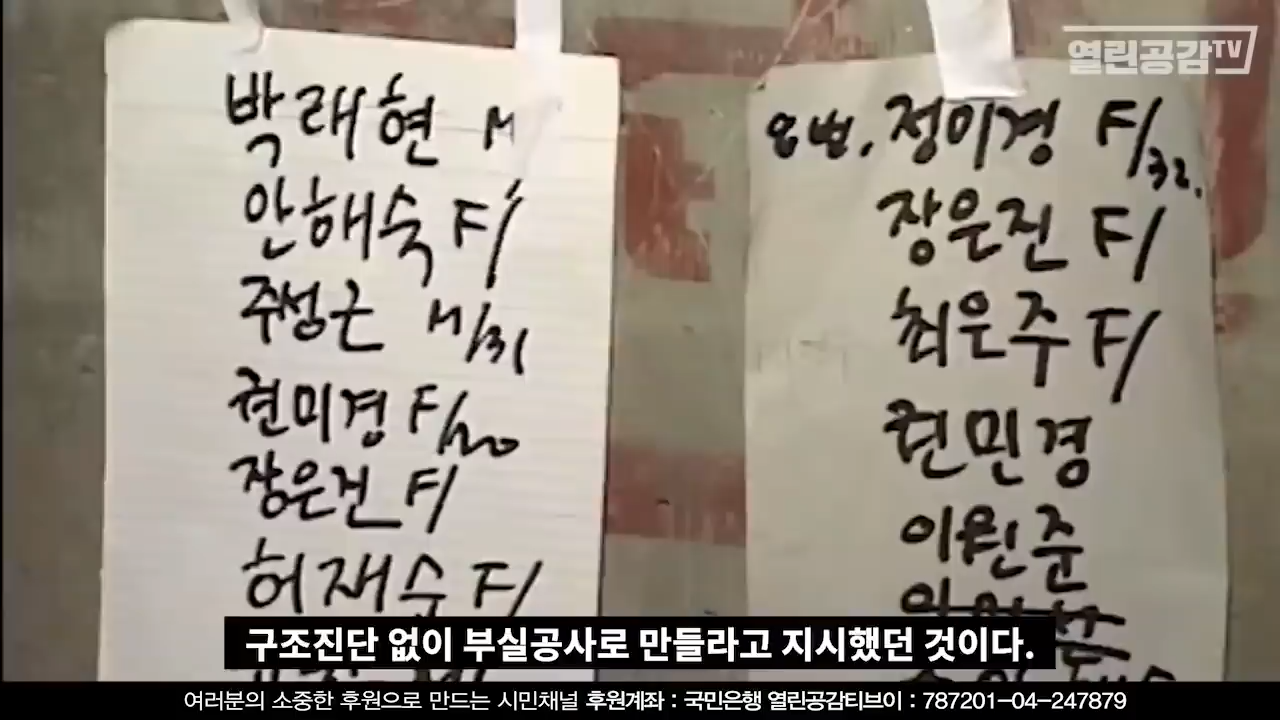 열린공감TV
박래현 M
안해숙 F/
주성근 M/31
권미경 F/20
장은건 F/
허재순 F/
정미경 F/32.
장은진 F/
최은주 F/
권민경
이원준
구조진단 없이 부실공사로 만들라고 지시했던 것이다.
여러분의 소중한 후원으로 만드는 시민채널 후원계좌 : 국민은행 열린공감티브이 : 787201-04-247879